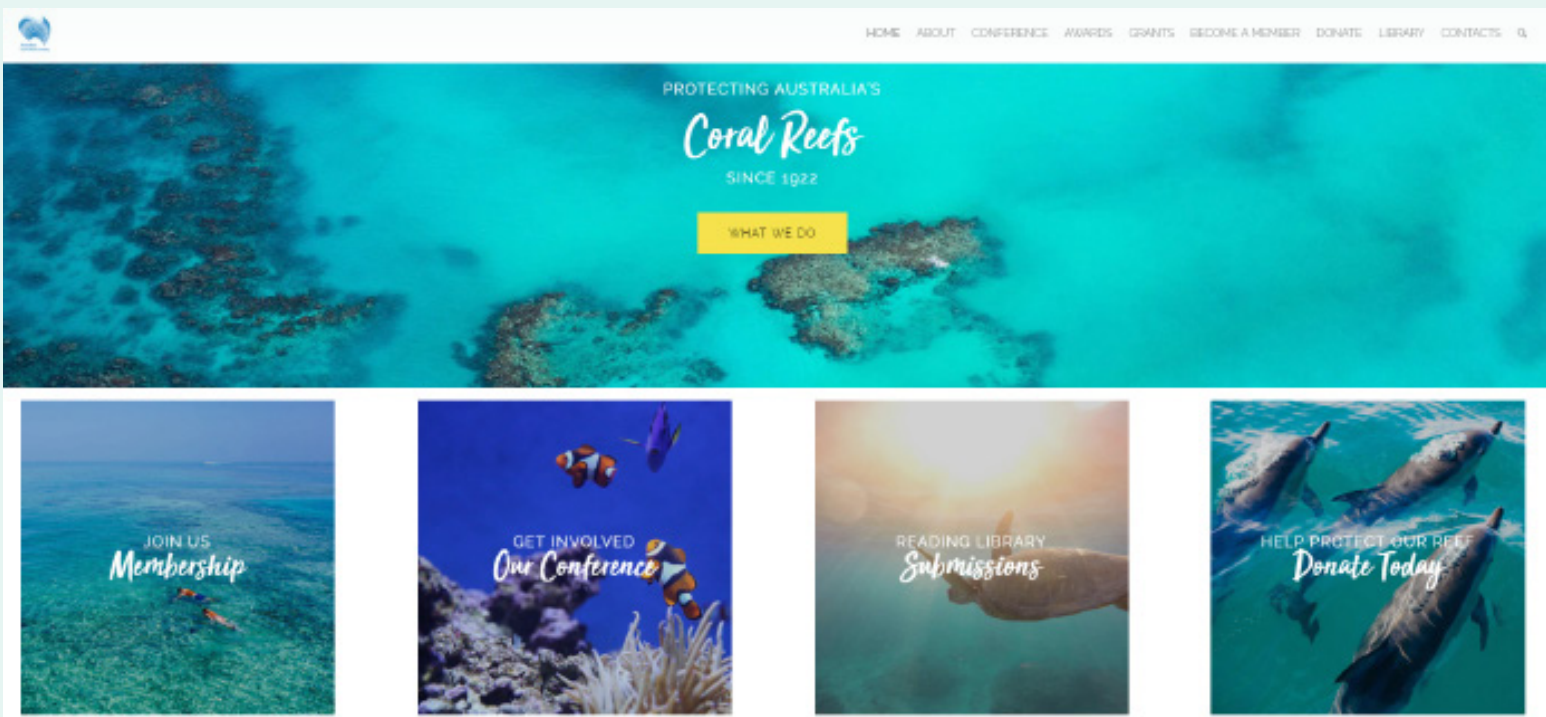 HOME ABOUT CONFERENCE AWARDS GRANTS BECOME A MEMBER DONATE LIBRARY CONTACTS
PROTECTING AUSTRALIA'S
Coral Reefs
SINCE 1922
WHAT WE DO
JOIN US
Membership
GET INVOLVED
Our Conference
READING LIBRARY
Submissions
HELP PROTECT OUR REEF
Donate Today